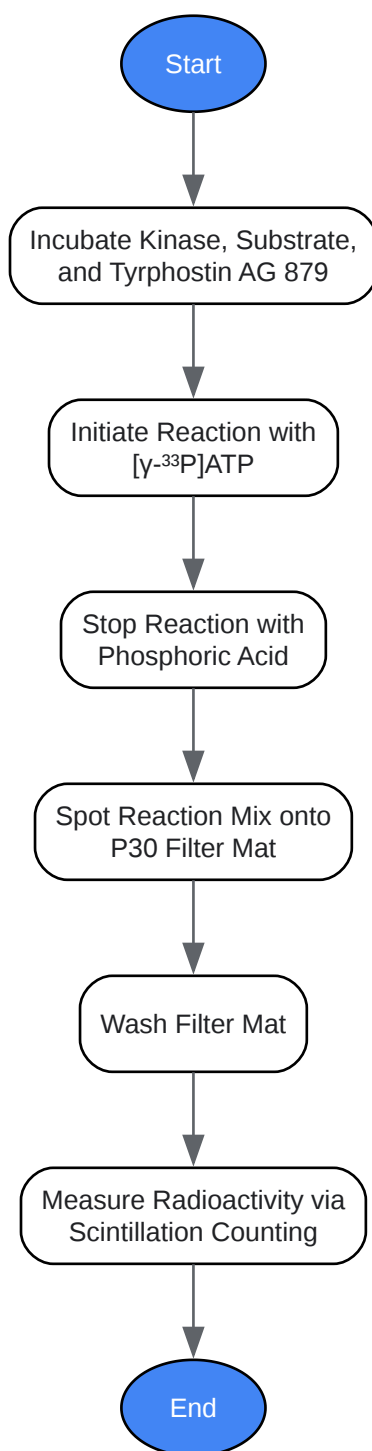 Start
Incubate Kinase, Substrate,
and Tyrphostin AG 879
Initiate Reaction with
[γ-³³P]ATP
Stop Reaction with
Phosphoric Acid
Spot Reaction Mix onto
P30 Filter Mat
Wash Filter Mat
Measure Radioactivity via
Scintillation Counting
End